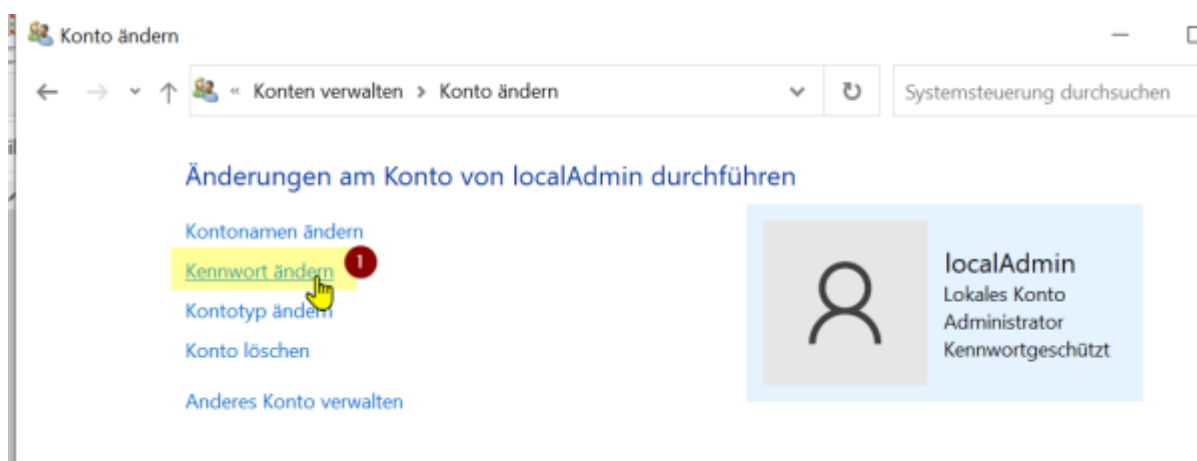 Konto ändern
« Konten verwalten > Konto ändern
Systemsteuerung durchsuchen
Änderungen am Konto von localAdmin durchführen
Kontonamen ändern
Kennwort ändern 1
Kontotyp ändern
Konto löschen
Anderes Konto verwalten
localAdmin
Lokales Konto
Administrator
Kennwortgeschützt